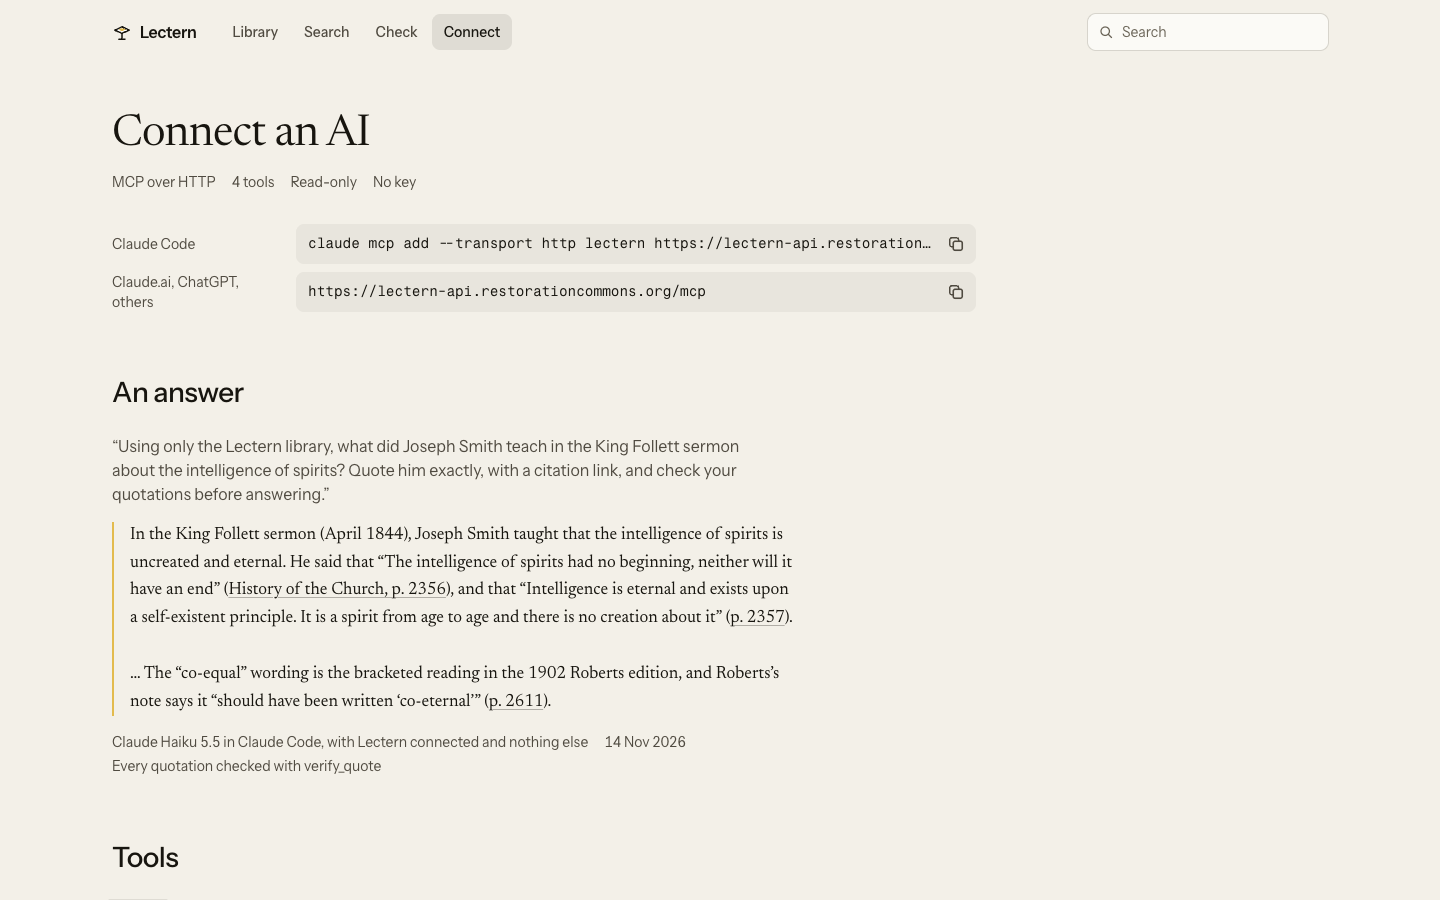 Lectern
Library
Search
Check
Connect
Search
Connect an AI
MCP over HTTP
4 tools
Read-only
No key
Claude Code
claude mcp add --transport http lectern https://lectern-api.restoration…
Claude.ai, ChatGPT,
others
https://lectern-api.restorationcommons.org/mcp
An answer
“Using only the Lectern library, what did Joseph Smith teach in the King Follett sermon
about the intelligence of spirits? Quote him exactly, with a citation link, and check your
quotations before answering.”
In the King Follett sermon (April 1844), Joseph Smith taught that the intelligence of spirits is
uncreated and eternal. He said that “The intelligence of spirits had no beginning, neither will it
have an end” (History of the Church, p. 2356), and that “Intelligence is eternal and exists upon
a self-existent principle. It is a spirit from age to age and there is no creation about it” (p. 2357).
… The “co-equal” wording is the bracketed reading in the 1902 Roberts edition, and Roberts’s
note says it “should have been written ‘co-eternal’” (p. 2611).
Claude Haiku 5.5 in Claude Code, with Lectern connected and nothing else
14 Nov 2026
Every quotation checked with verify_quote
Tools